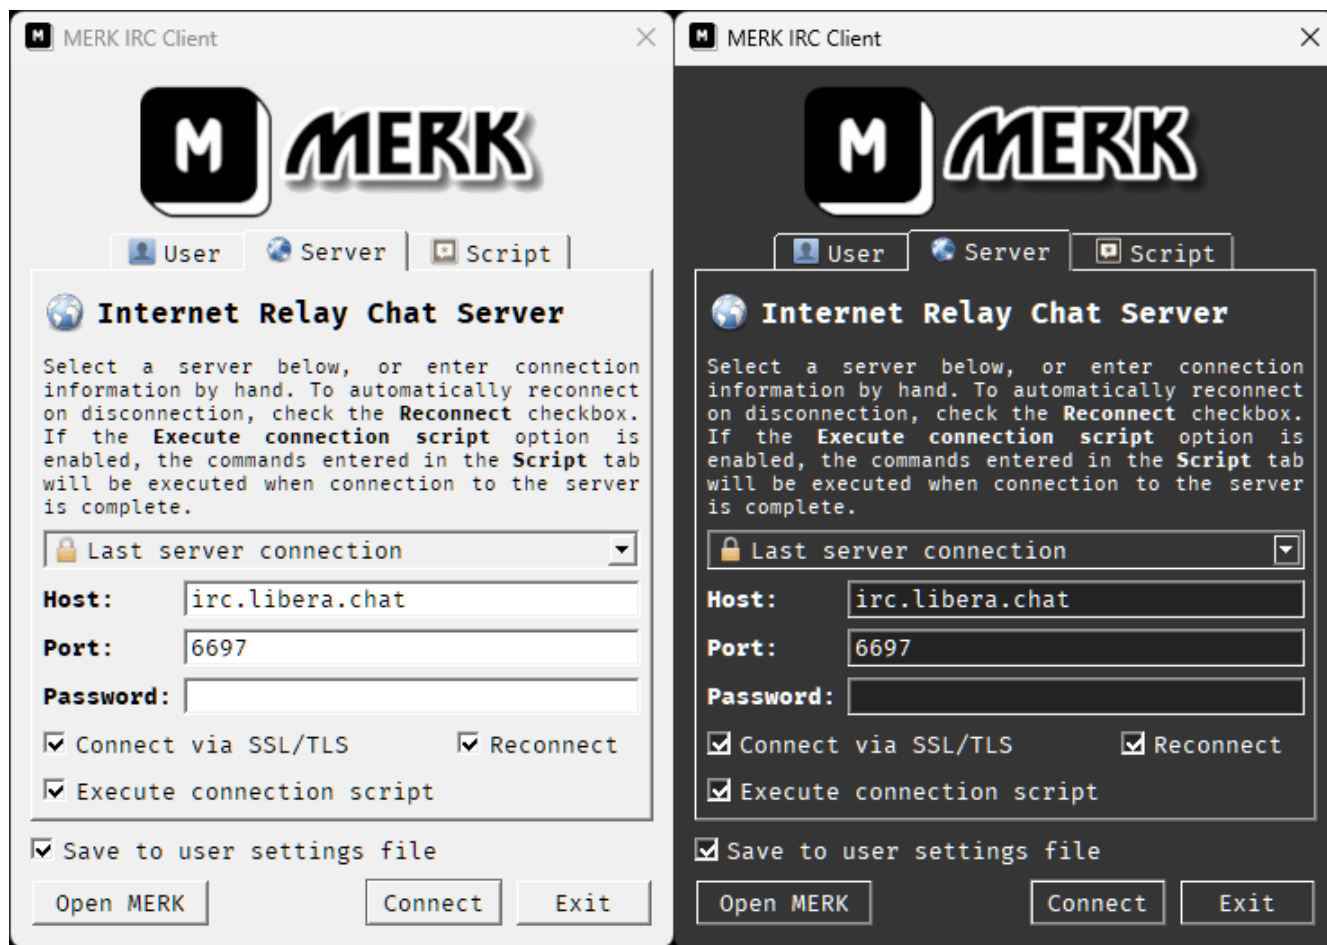 MERK IRC Client
M MERK
User Server Script
Internet Relay Chat Server
Select a server below, or enter connection
information by hand. To automatically reconnect
on disconnection, check the Reconnect checkbox.
If the Execute connection script option is
enabled, the commands entered in the Script tab
will be executed when connection to the server
is complete.
Last server connection
Host: irc.libera.chat
Port: 6697
Password:
Connect via SSL/TLS Reconnect
Execute connection script
Save to user settings file
Open MERK Connect Exit
MERK IRC Client
M MERK
User Server Script
Internet Relay Chat Server
Select a server below, or enter connection
information by hand. To automatically reconnect
on disconnection, check the Reconnect checkbox.
If the Execute connection script option is
enabled, the commands entered in the Script tab
will be executed when connection to the server
is complete.
Last server connection
Host: irc.libera.chat
Port: 6697
Password:
Connect via SSL/TLS Reconnect
Execute connection script
Save to user settings file
Open MERK Connect Exit